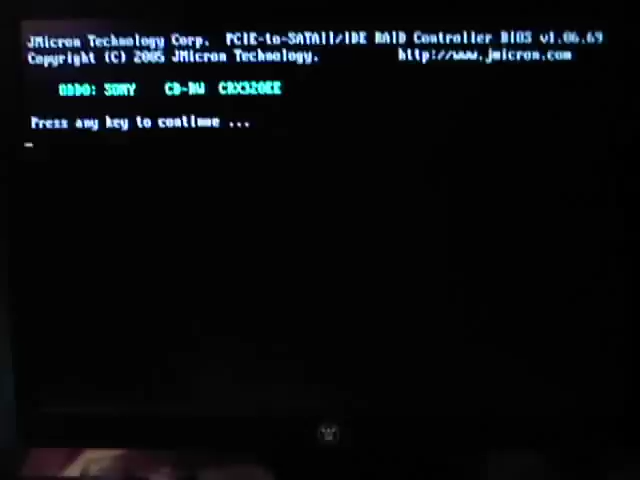 JMicron Technology Corp. PCIE-to-SATAII/IDE RAID Controller BIOS v1.06.69
Copyright (C) 2005 JMicron Technology. http://www.jmicron.com
ODD0: SONY CD-RW CRX320EE
Press any key to continue ...